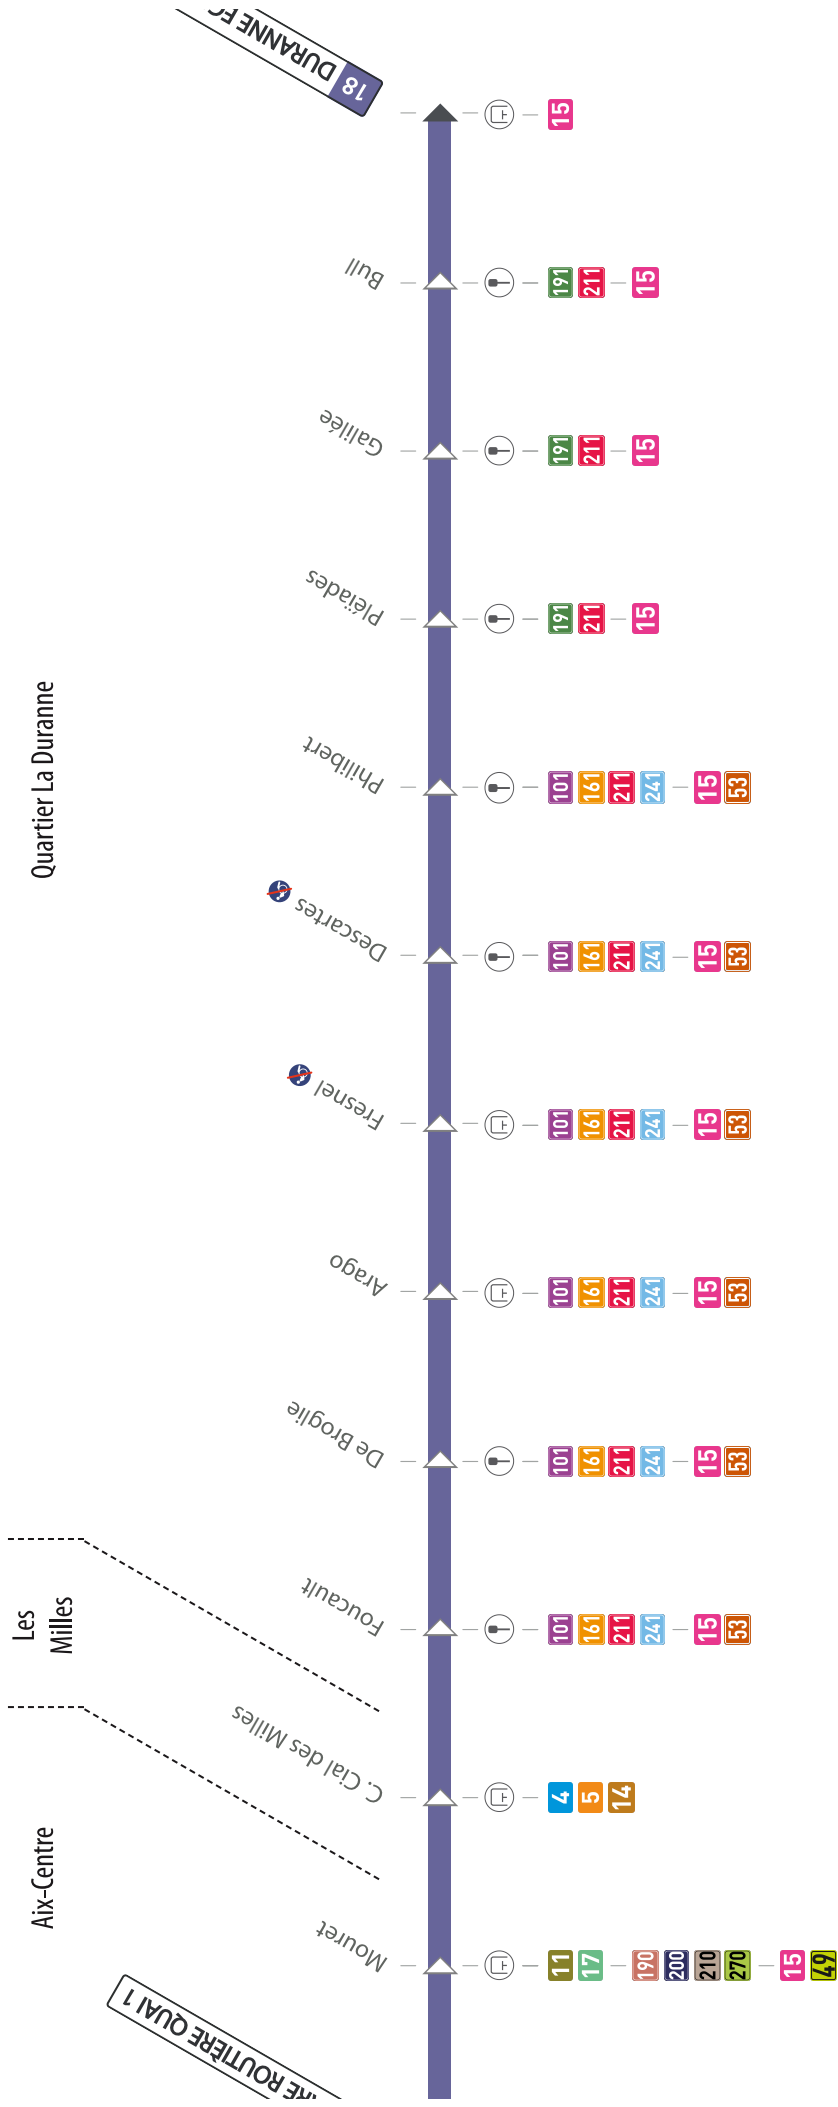 18 DURANNE
15
Bull
191 211 15
Galilée
191 211 15
Pléiades
191 211 15
Quartier La Duranne
Philibert
101 161 211 241 15 53
Descartes
101 161 211 241 15 53
Fresnel
101 161 211 241 15 53
Arago
101 161 211 241 15 53
De Broglie
101 161 211 241 15 53
Les
Milles
Foucault
101 161 211 241 15 53
C. Cial des Milles
4 5 14
Aix-Centre
Mouret
11 17 190 200 210 270 15 49
ROUTIÈRE QUAI 1